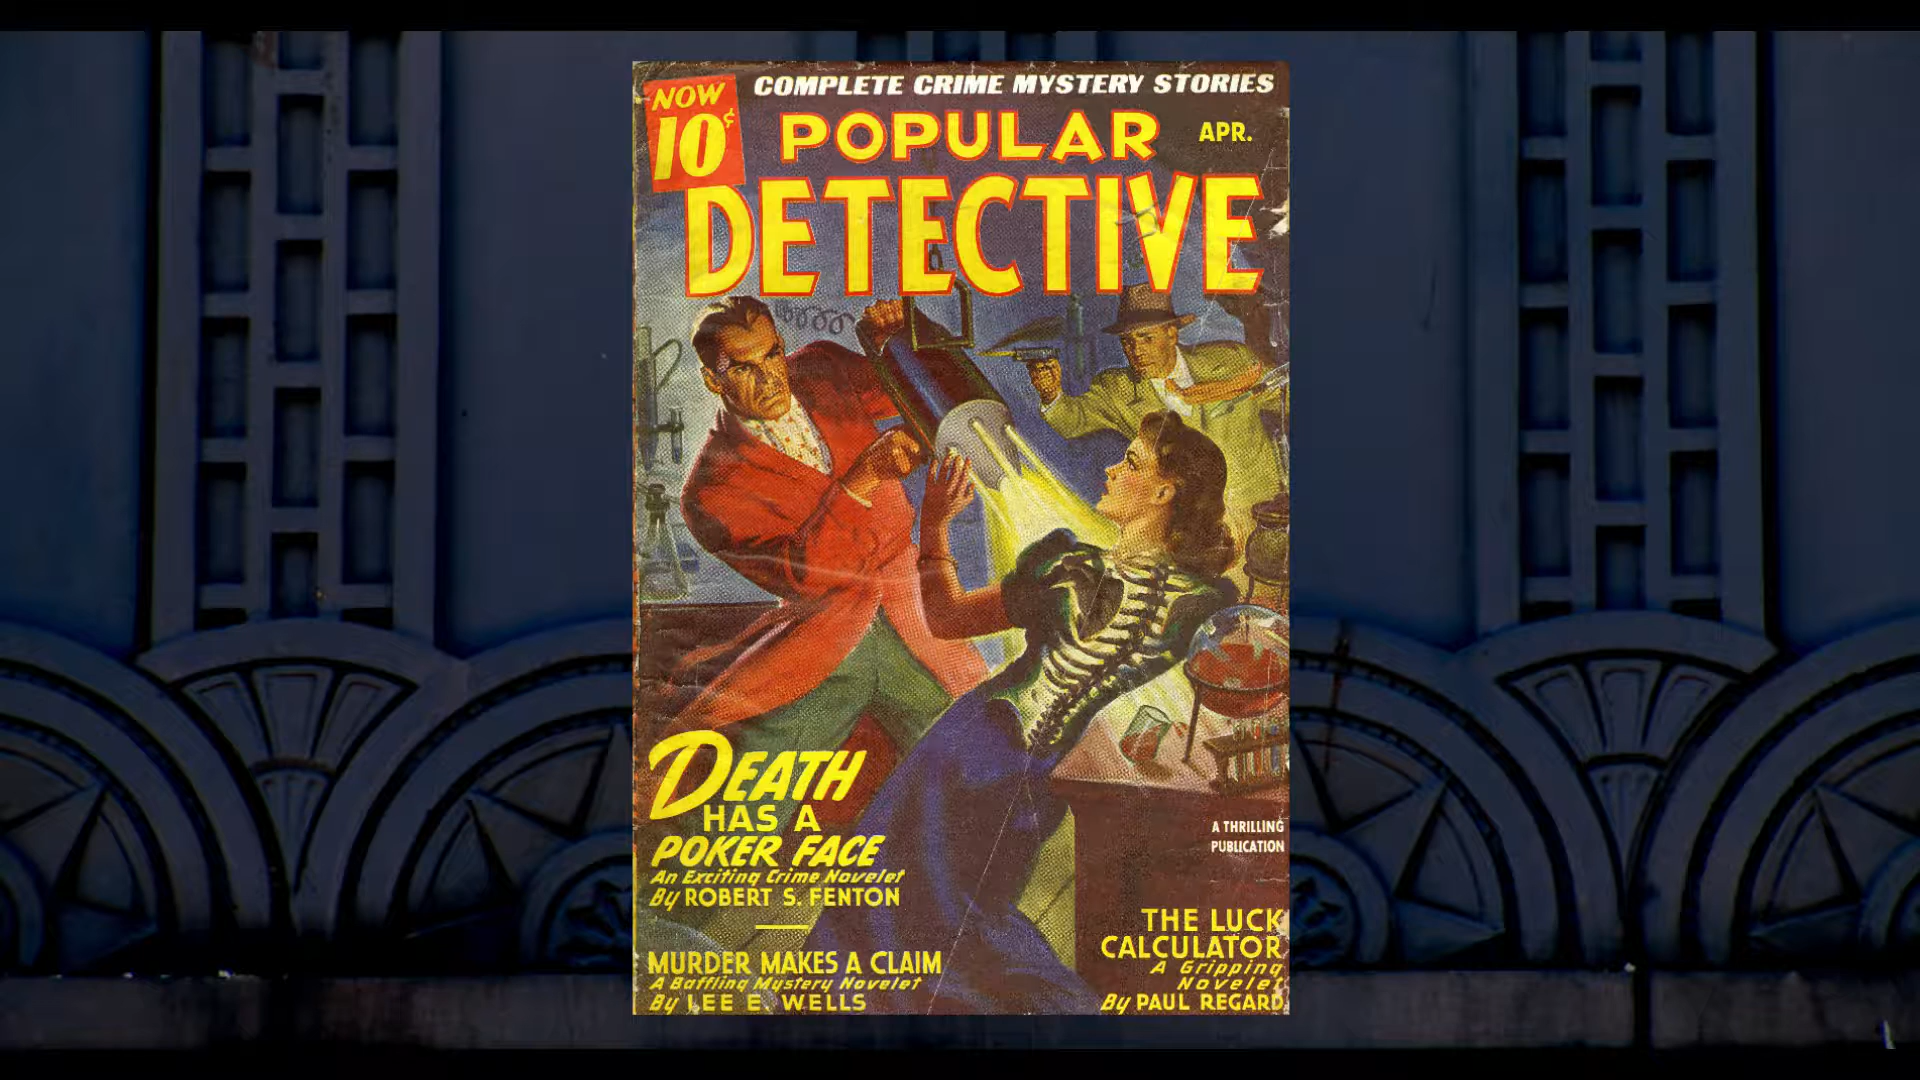 COMPLETE CRIME MYSTERY STORIES
NOW
10¢
POPULAR
APR.
DETECTIVE
DEATH
HAS A
POKER FACE
An Exciting Crime Novelet
By ROBERT S. FENTON
MURDER MAKES A CLAIM
A Baffling Mystery Novelet
By LEE E. WELLS
A THRILLING
PUBLICATION
THE LUCK
CALCULATOR
A Gripping
Novelet
By PAUL REGARD